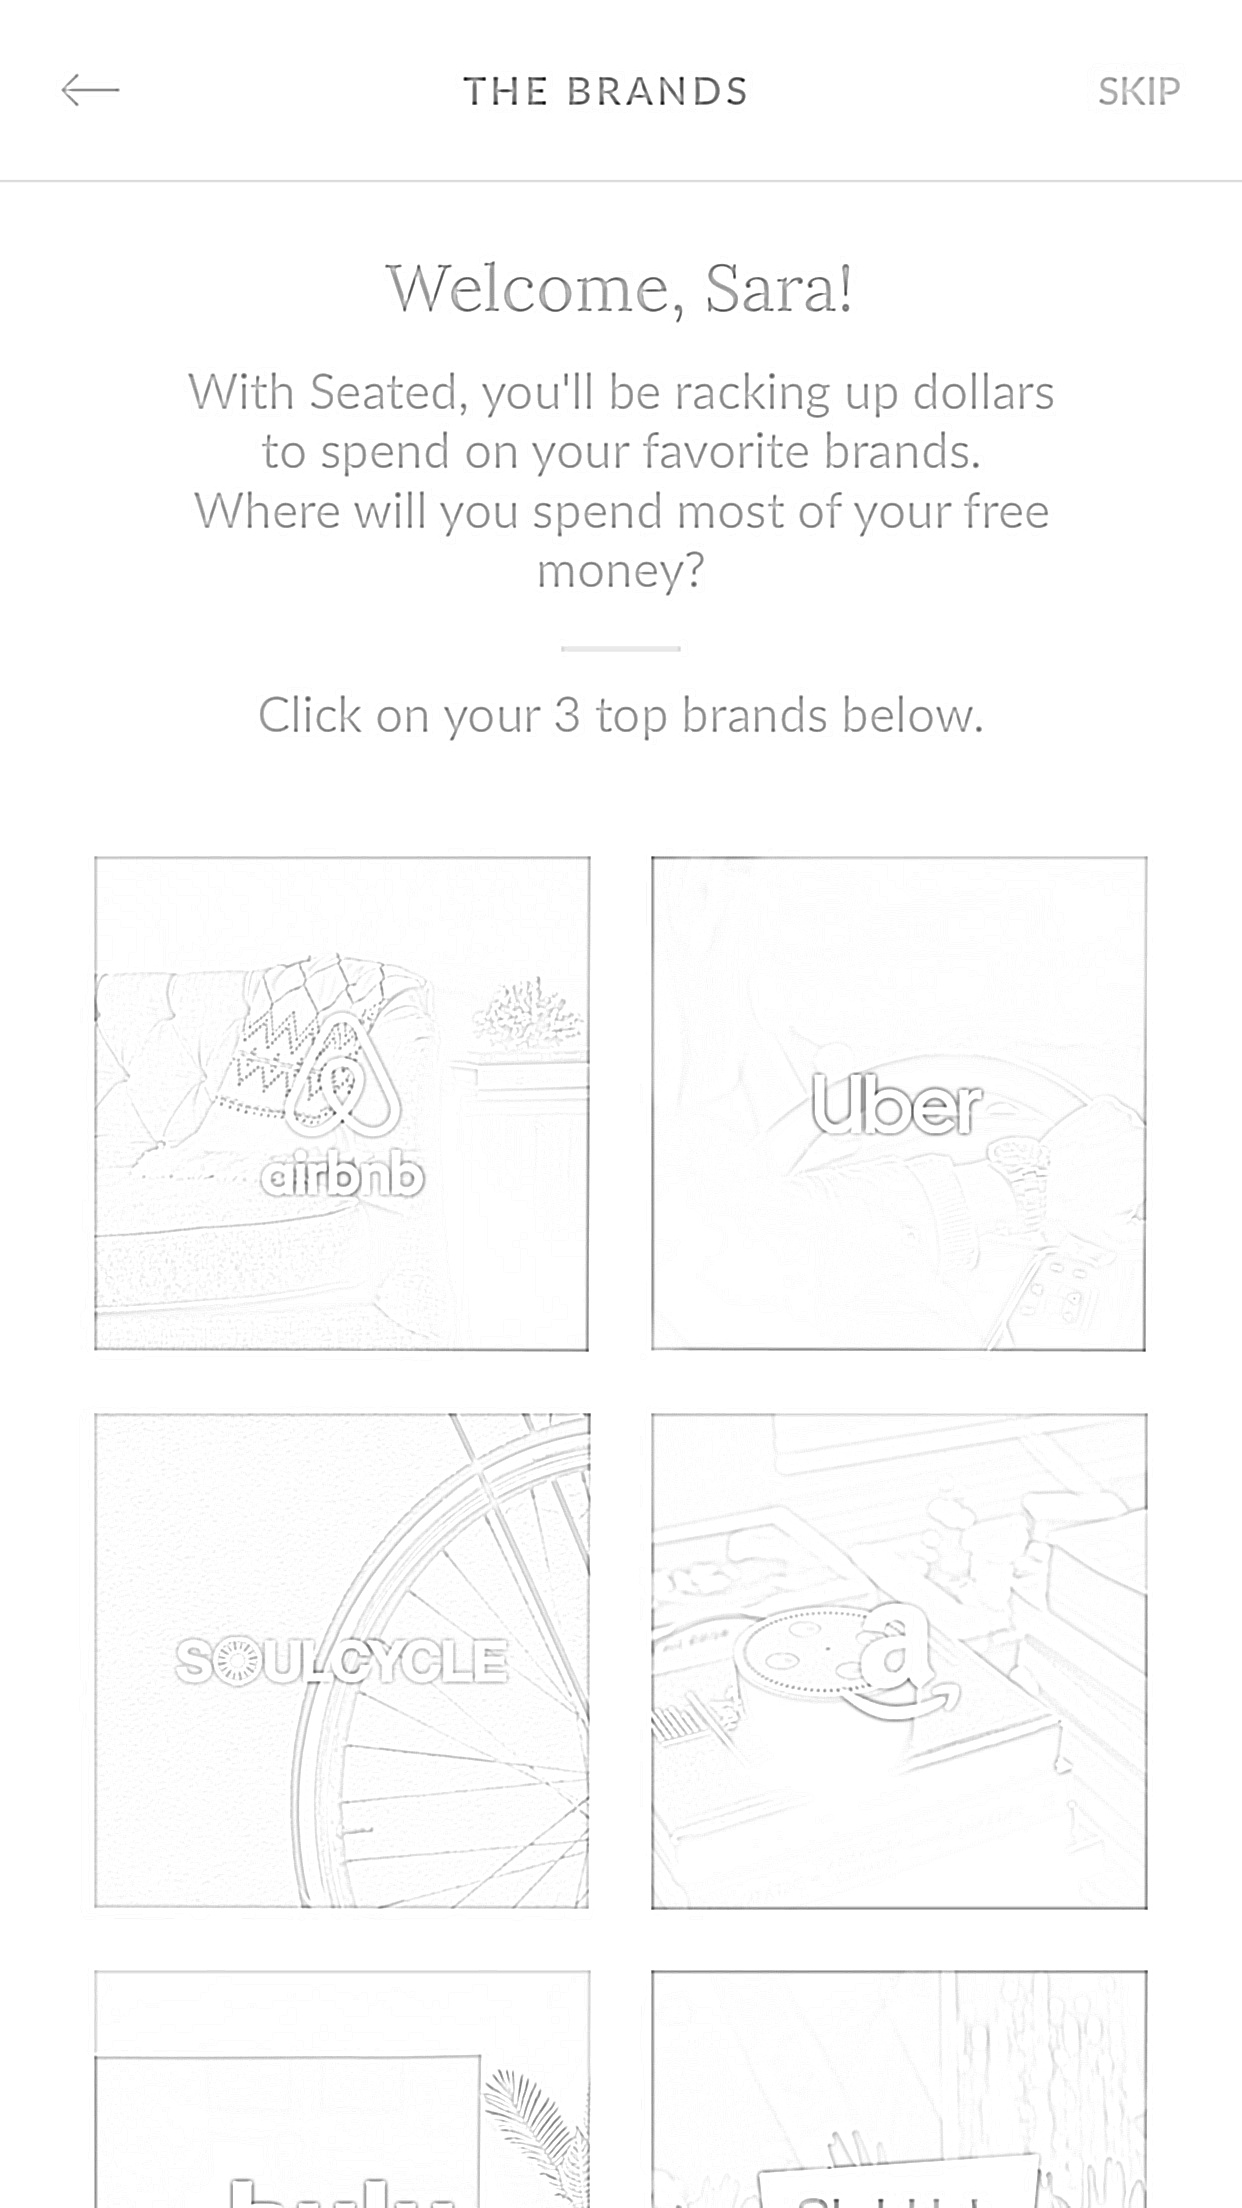 THE BRANDS
SKIP
Welcome, Sara!
With Seated, you'll be racking up dollars
to spend on your favorite brands.
Where will you spend most of your free
money?
Click on your 3 top brands below.
airbnb
Uber
SOULCYCLE
a
hulu